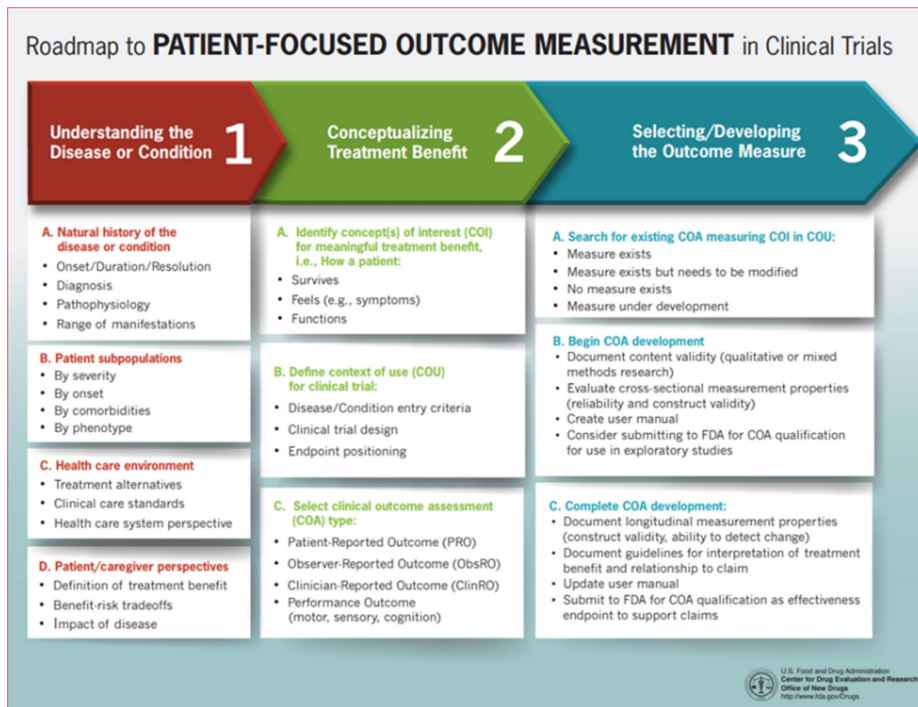 Roadmap to PATIENT-FOCUSED OUTCOME MEASUREMENT in Clinical Trials
Understanding the
Disease or Condition
1
Conceptualizing
Treatment Benefit
2
Selecting/Developing
the Outcome Measure
3
A. Natural history of the
disease or condition
• Onset/Duration/Resolution
• Diagnosis
• Pathophysiology
• Range of manifestations
B. Patient subpopulations
• By severity
• By onset
• By comorbidities
• By phenotype
C. Health care environment
• Treatment alternatives
• Clinical care standards
• Health care system perspective
D. Patient/caregiver perspectives
• Definition of treatment benefit
• Benefit-risk tradeoffs
• Impact of disease
A. Identify concept(s) of interest (COI)
for meaningful treatment benefit,
i.e., How a patient:
• Survives
• Feels (e.g., symptoms)
• Functions
B. Define context of use (COU)
for clinical trial:
• Disease/Condition entry criteria
• Clinical trial design
• Endpoint positioning
C. Select clinical outcome assessment
(COA) type:
• Patient-Reported Outcome (PRO)
• Observer-Reported Outcome (ObsRO)
• Clinician-Reported Outcome (ClinRO)
• Performance Outcome
(motor, sensory, cognition)
A. Search for existing COA measuring COI in COU:
• Measure exists
• Measure exists but needs to be modified
• No measure exists
• Measure under development
B. Begin COA development
• Document content validity (qualitative or mixed
methods research)
• Evaluate cross-sectional measurement properties
(reliability and construct validity)
• Create user manual
• Consider submitting to FDA for COA qualification
for use in exploratory studies
C. Complete COA development:
• Document longitudinal measurement properties
(construct validity, ability to detect change)
• Document guidelines for interpretation of treatment
benefit and relationship to claim
• Update user manual
• Submit to FDA for COA qualification as effectiveness
endpoint to support claims
U.S. Food and Drug Administration
Center for Drug Evaluation and Research
Office of New Drugs
http://www.fda.gov/Drugs